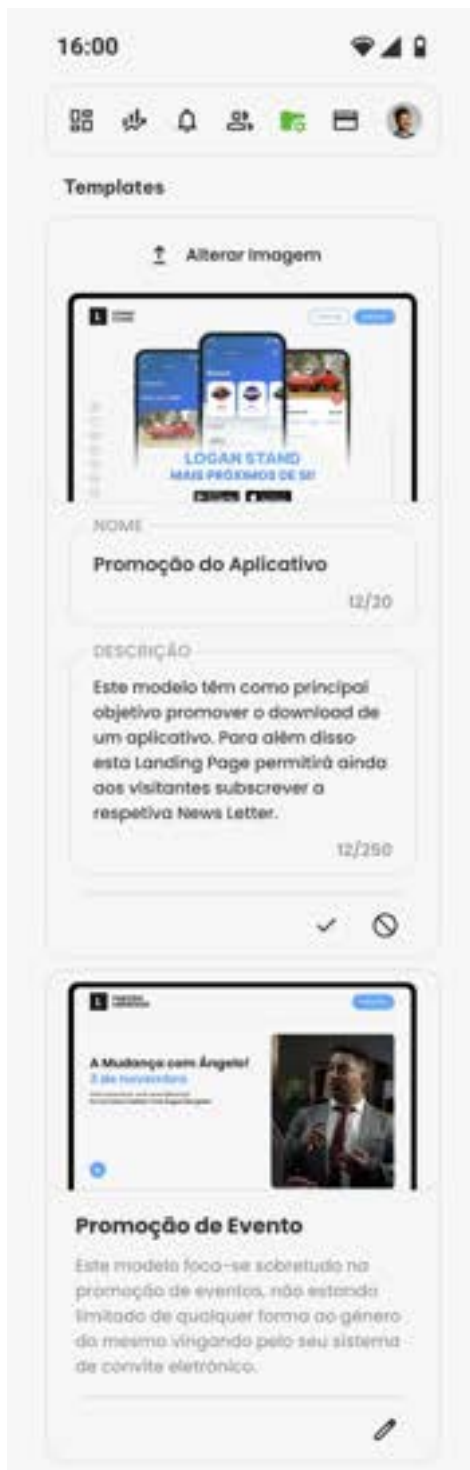 16:00
Templates
Alterar Imagem
L
LOGAN STAND
MAIS PRÓXIMOS DE SI!
NOME
Promoção do Aplicativo
12/20
DESCRIÇÃO
Este modelo têm como principal
objetivo promover o download de
um aplicativo. Para além disso
esta Landing Page permitirá ainda
aos visitantes subscrever a
respetiva News Letter.
12/250
L
A Mudança com Ângelo!
3 de novembro
Promoção de Evento
Este modelo foca-se sobretudo na
promoção de eventos, não estando
limitado de qualquer forma ao género
do mesmo vingando pelo seu sistema
de convite eletrónico.